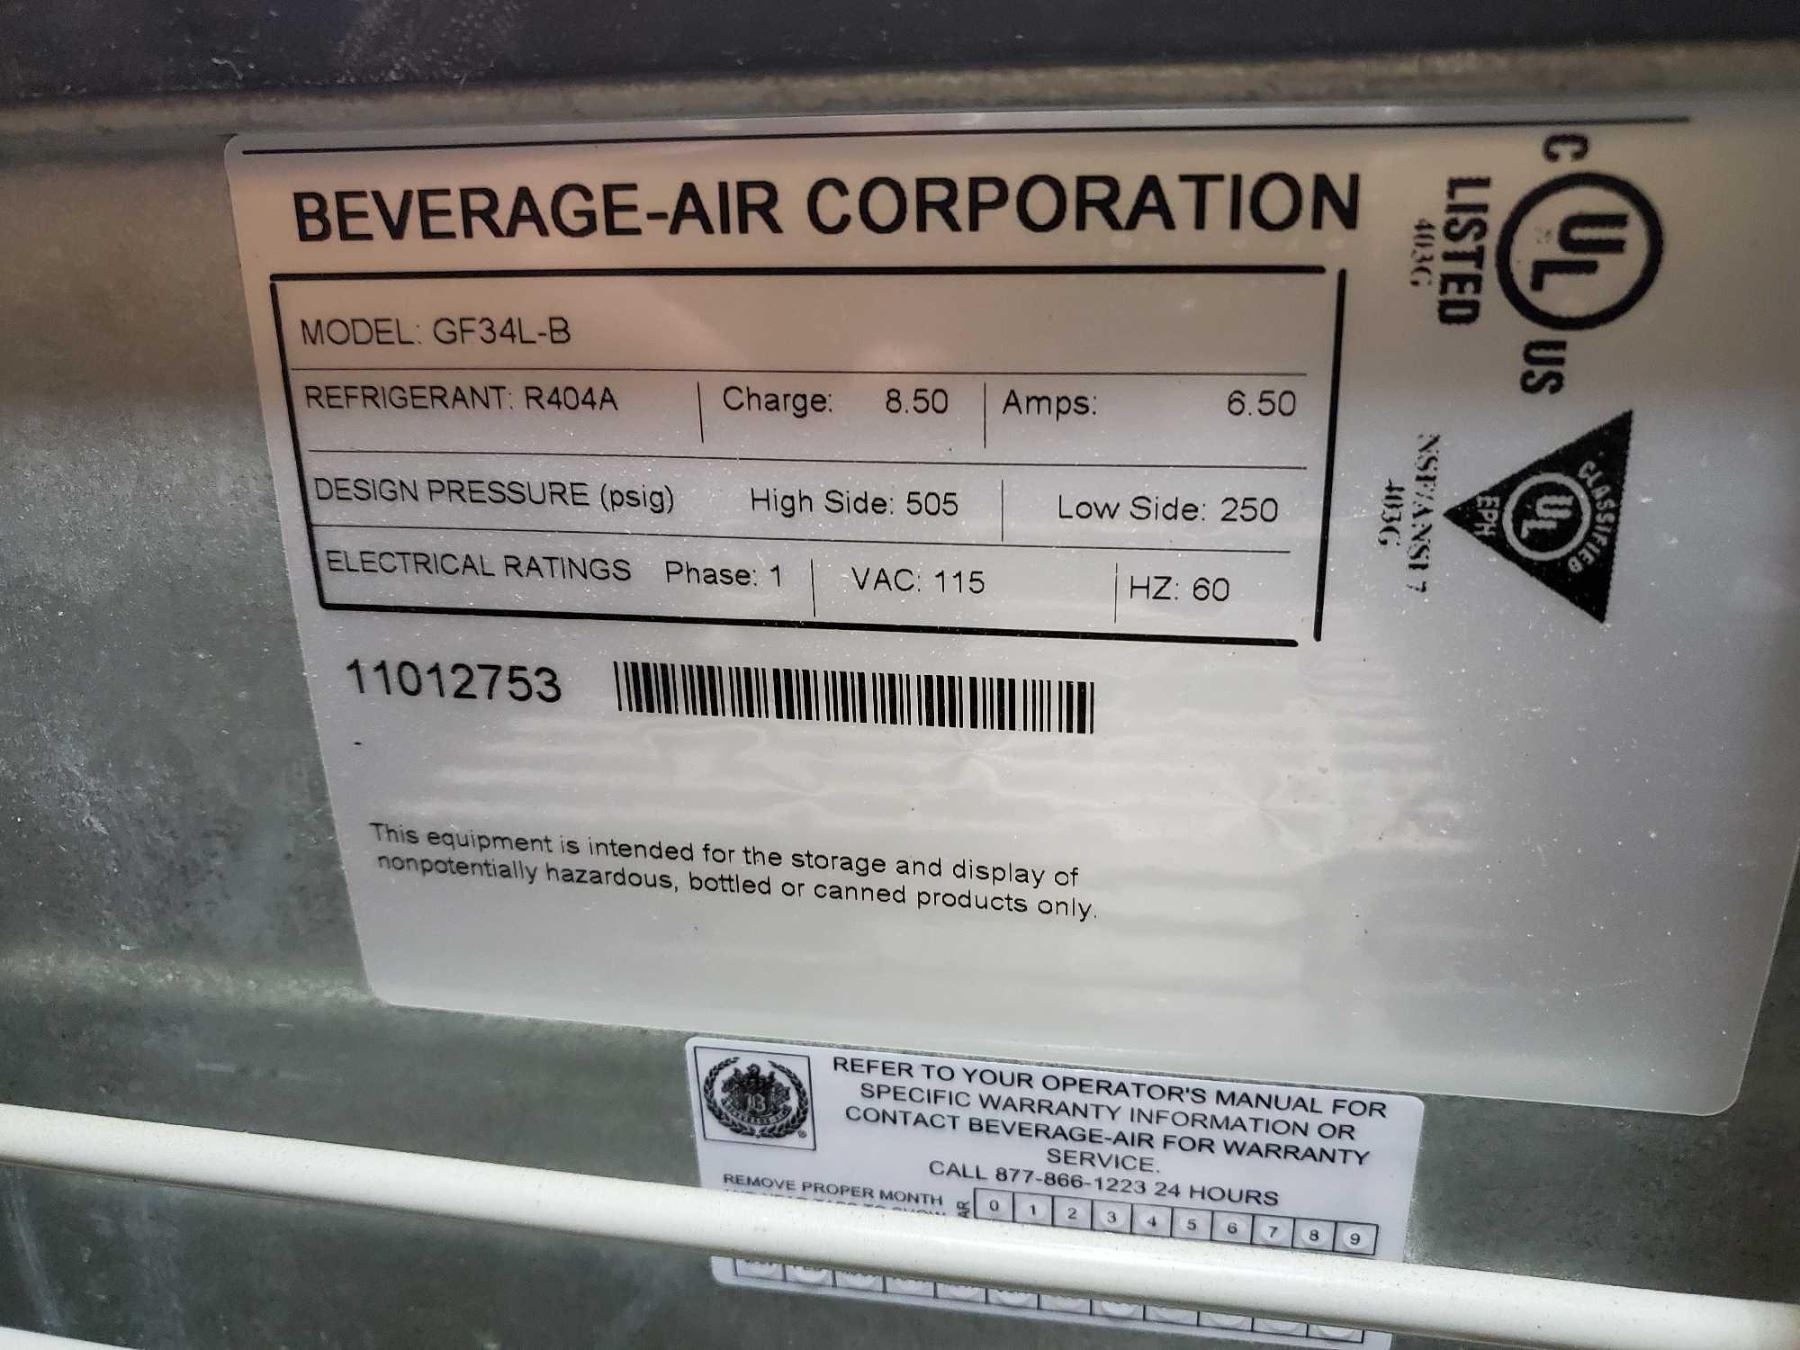 BEVERAGE-AIR CORPORATION
MODEL: GF34L-B
REFRIGERANT: R404A Charge: 8.50 Amps: 6.50
DESIGN PRESSURE (psig) High Side: 505 Low Side: 250
ELECTRICAL RATINGS Phase: 1 VAC: 115 HZ: 60
11012753
This equipment is intended for the storage and display of
nonpotentially hazardous, bottled or canned products only.
C UL US
LISTED
403G
CLASSIFIED
UL
EPH
NSF/ANSI 7
403G
REFER TO YOUR OPERATOR'S MANUAL FOR
SPECIFIC WARRANTY INFORMATION OR
CONTACT BEVERAGE-AIR FOR WARRANTY
SERVICE.
CALL 877-866-1223 24 HOURS
REMOVE PROPER MONTH
0 1 2 3 4 5 6 7 8 9